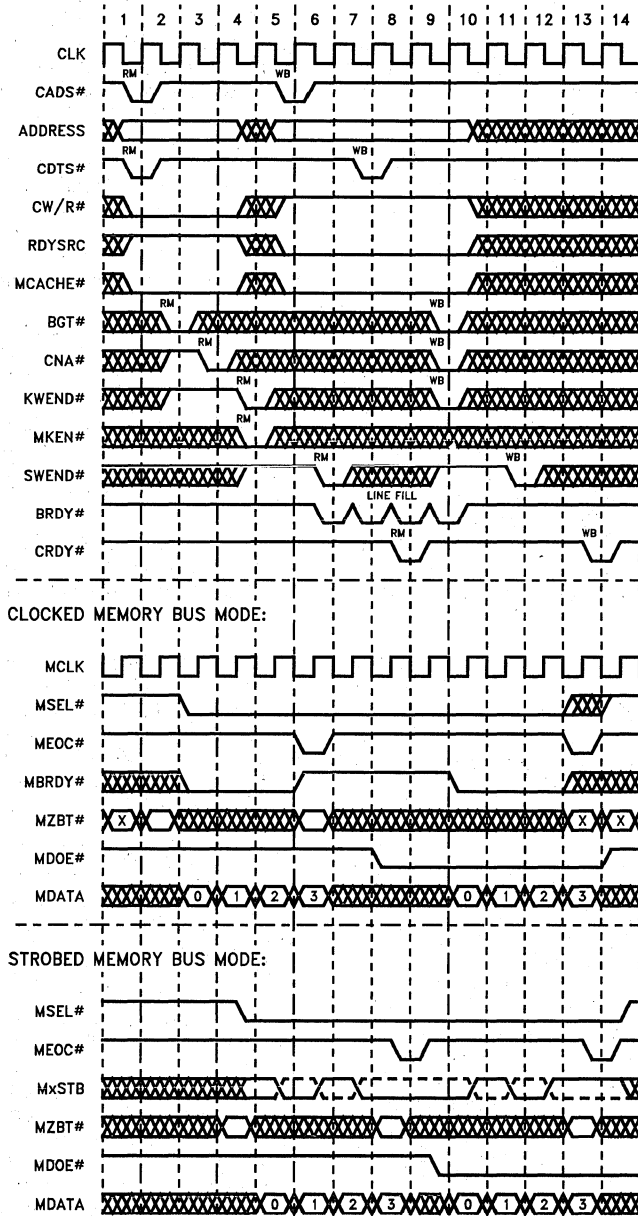 1 2 3 4 5 6 7 8 9 10 11 12 13 14
CLK
RM WB
CADS#
ADDRESS
RM WB
CDTS#
CW/R#
RDYSRC
MCACHE#
RM WB
BGT#
RM WB
CNA#
RM WB
KWEND#
RM
MKEN#
RM WB
SWEND#
LINE FILL
BRDY#
RM WB
CRDY#
CLOCKED MEMORY BUS MODE:
MCLK
MSEL#
MEOC#
MBRDY#
MZBT# X X X
MDOE#
MDATA 0 1 2 3 0 1 2 3
STROBED MEMORY BUS MODE:
MSEL#
MEOC#
MxSTB
MZBT#
MDOE#
MDATA 0 1 2 3 0 1 2 3